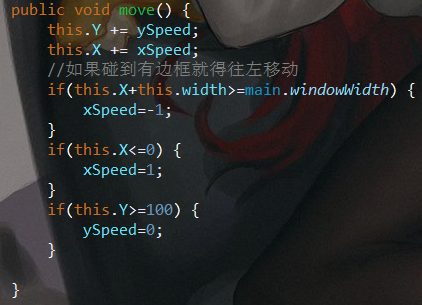 public void move() {
    this.Y += ySpeed;
    this.X += xSpeed;
    //如果碰到有边框就得往左移动
    if(this.X+this.width>=main.windowWidth) {
        xSpeed=-1;
    }
    if(this.X<=0) {
        xSpeed=1;
    }
    if(this.Y>=100) {
        ySpeed=0;
    }
}